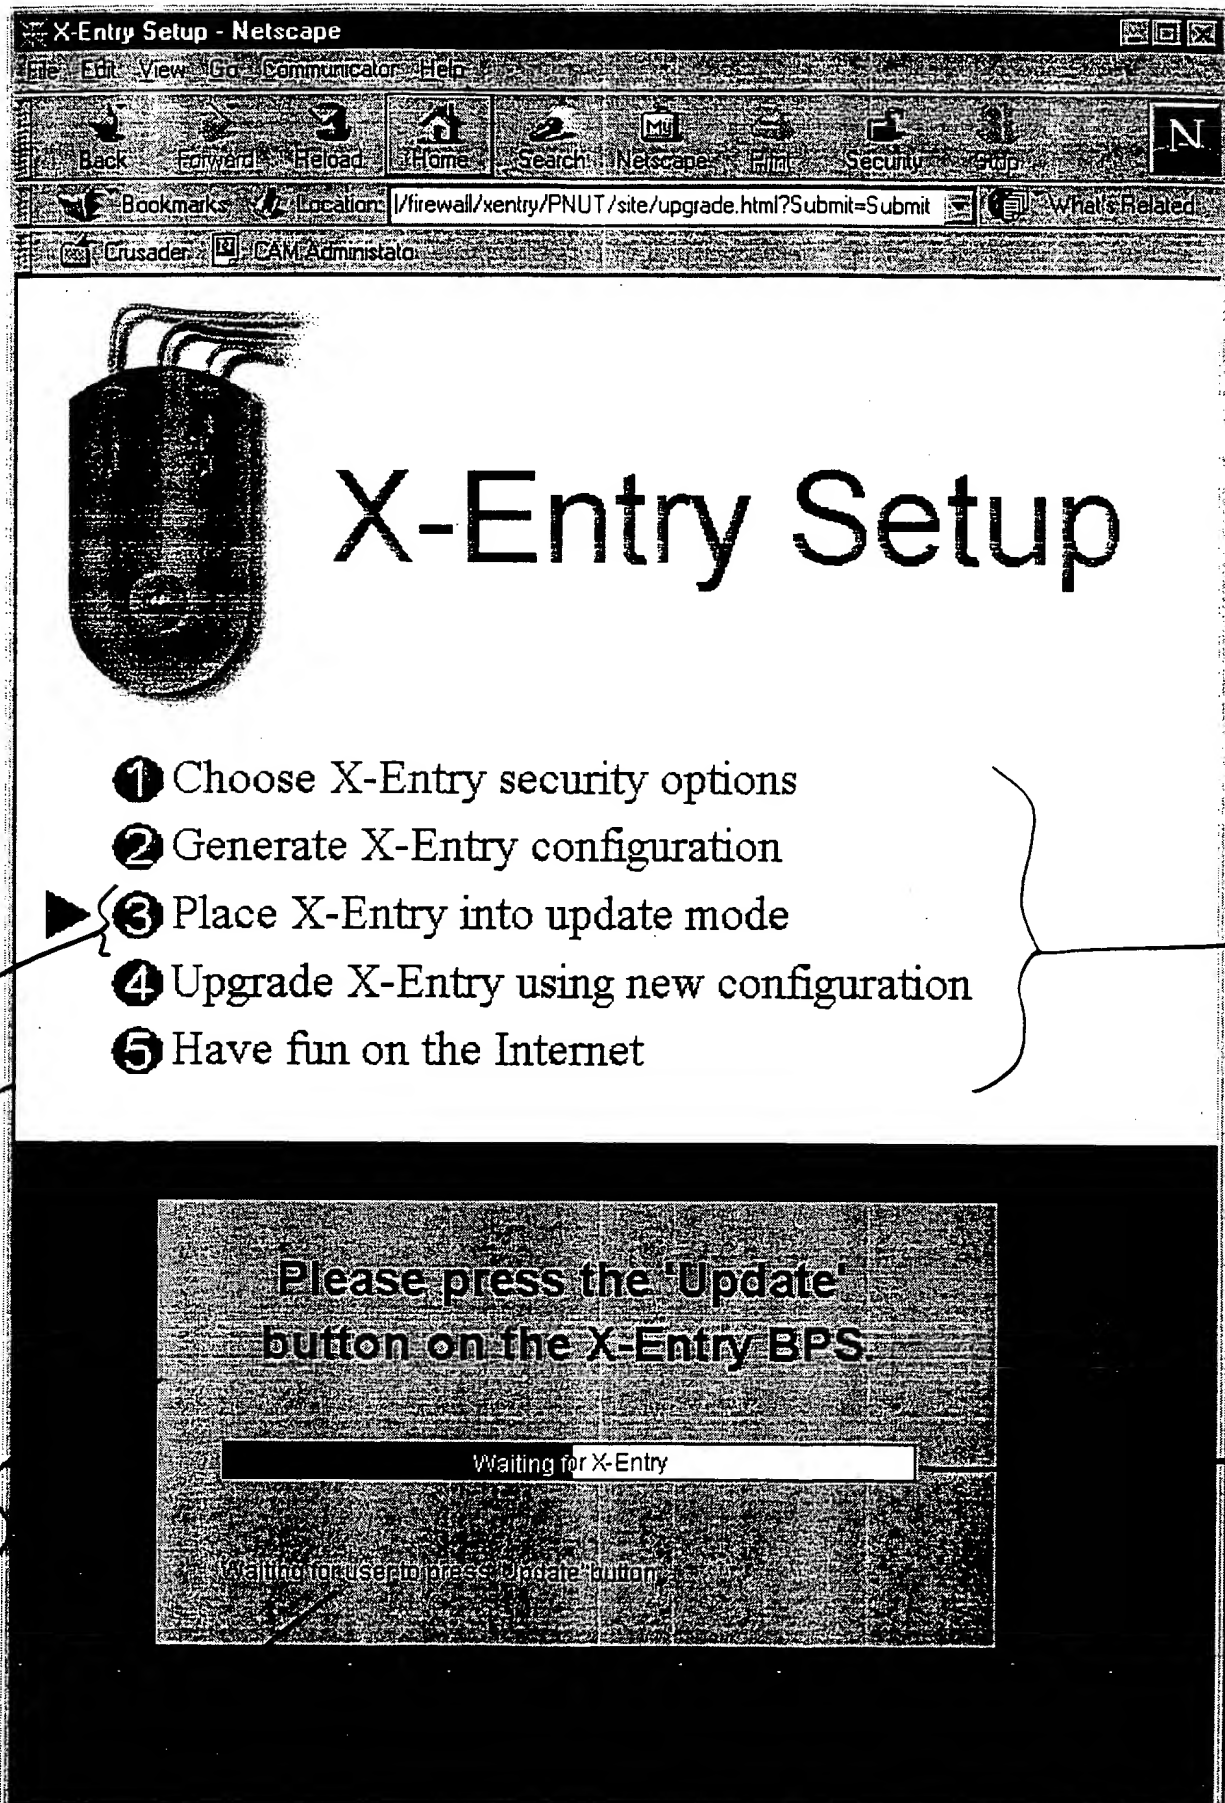 X-Entry Setup - Netscape
File Edit View Go Communicator Help
Back Forward Reload Home Search Netscape Print Security Stop
N
Bookmarks Location: l/firewall/xentry/PNUT/site/upgrade.html?Submit=Submit What's Related
Crusader CAM Administato
X-Entry Setup
1 Choose X-Entry security options
2 Generate X-Entry configuration
3 Place X-Entry into update mode
4 Upgrade X-Entry using new configuration
5 Have fun on the Internet
Please press the 'Update'
button on the X-Entry BPS.
Waiting for X-Entry
Waiting for user to press 'Update' button.